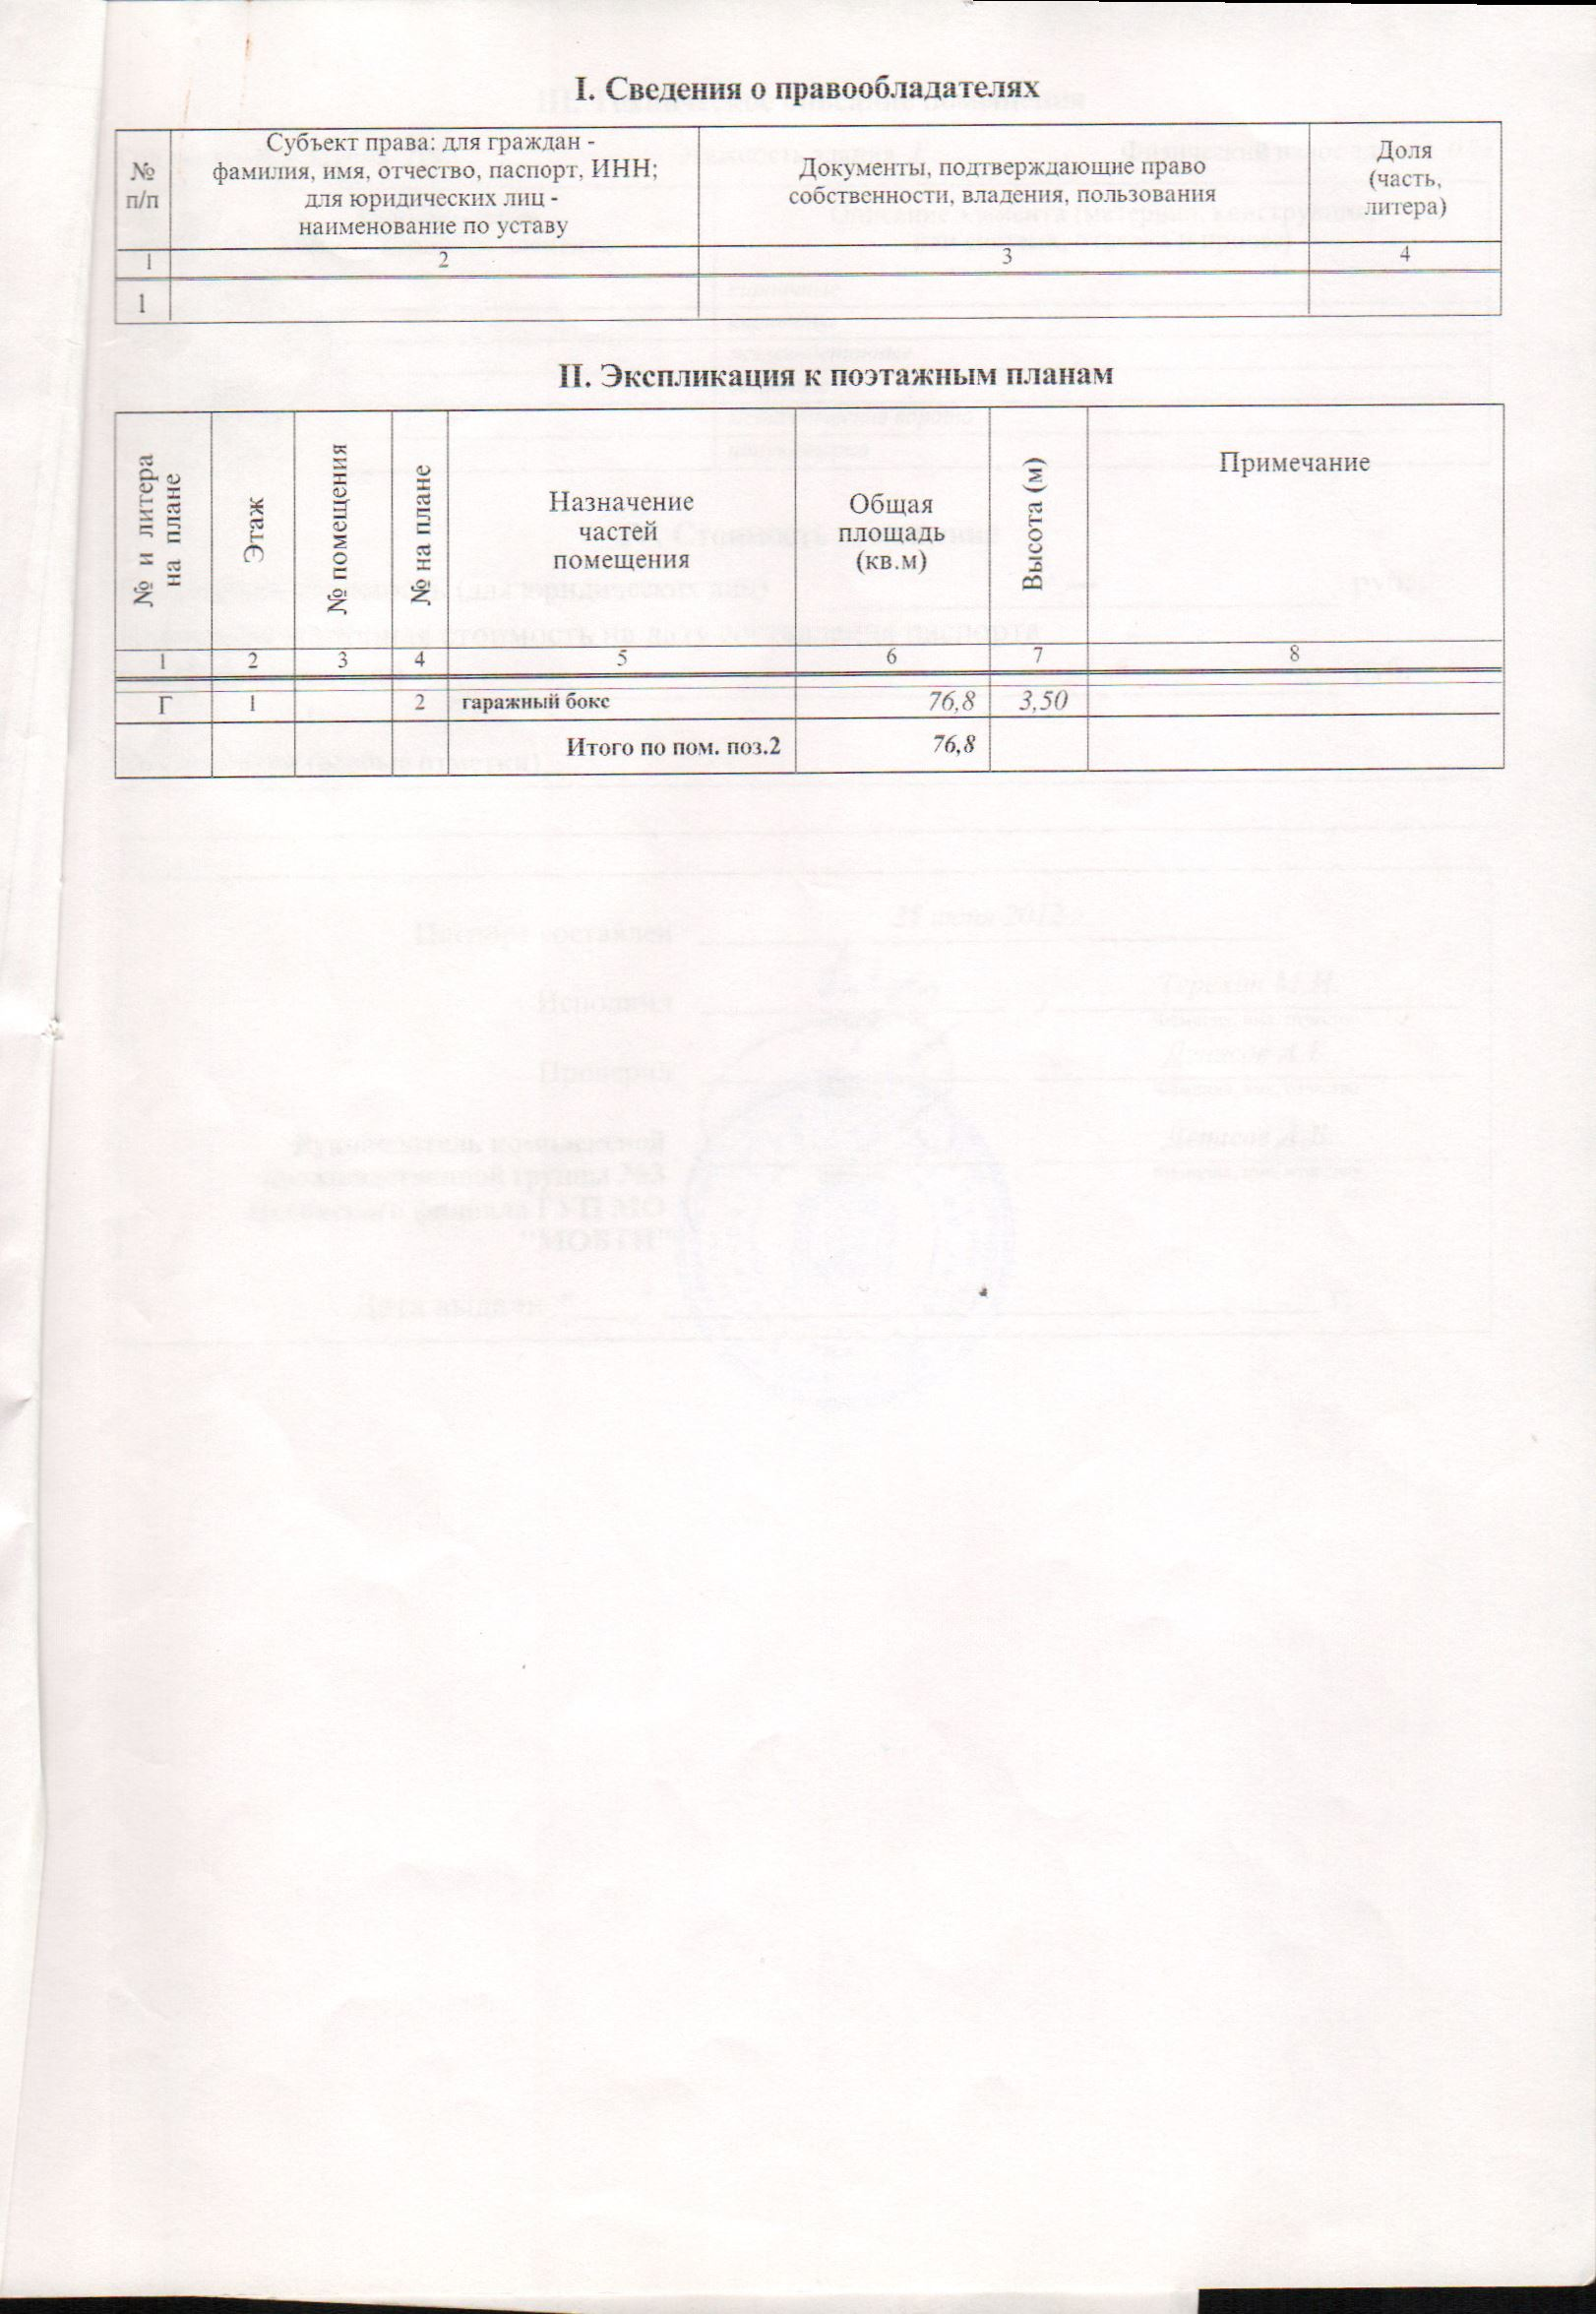 I. Сведения о правообладателях
№ п/п
Субъект права: для граждан -
фамилия, имя, отчество, паспорт, ИНН;
для юридических лиц -
наименование по уставу
Документы, подтверждающие право
собственности, владения, пользования
Доля
(часть,
литера)
1 2 3 4
1
II. Экспликация к поэтажным планам
№ и литера
на плане
Этаж
№ помещения
№ на плане
Назначение
частей
помещения
Общая
площадь
(кв.м)
Высота (м)
Примечание
1 2 3 4 5 6 7 8
Г 1 2 гаражный бокс 76,8 3,50
Итого по пом. поз.2 76,8